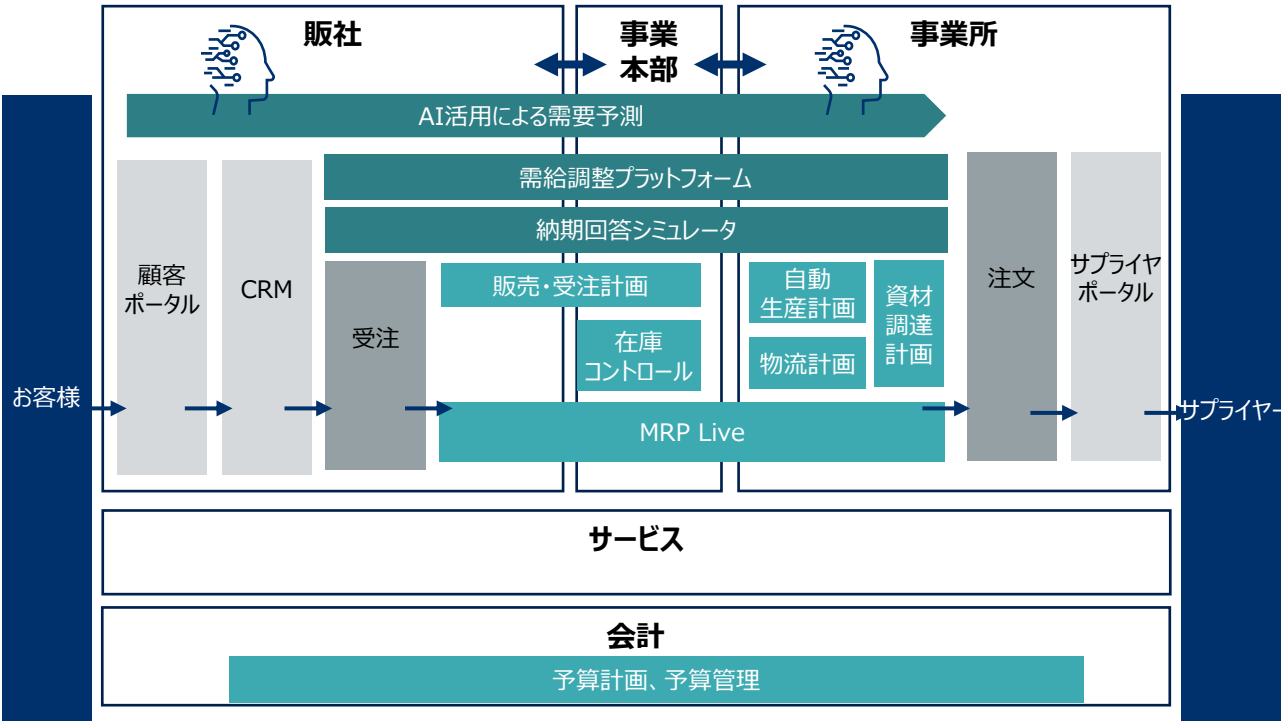 販社
事業
本部
事業所
AI活用による需要予測
需給調整プラットフォーム
納期回答シミュレータ
顧客
ポータル
CRM
受注
販売・受注計画
在庫
コントロール
自動
生産計画
物流計画
資材
調達
計画
注文
サプライヤ
ポータル
お客様
MRP Live
サプライヤー
サービス
会計
予算計画、予算管理